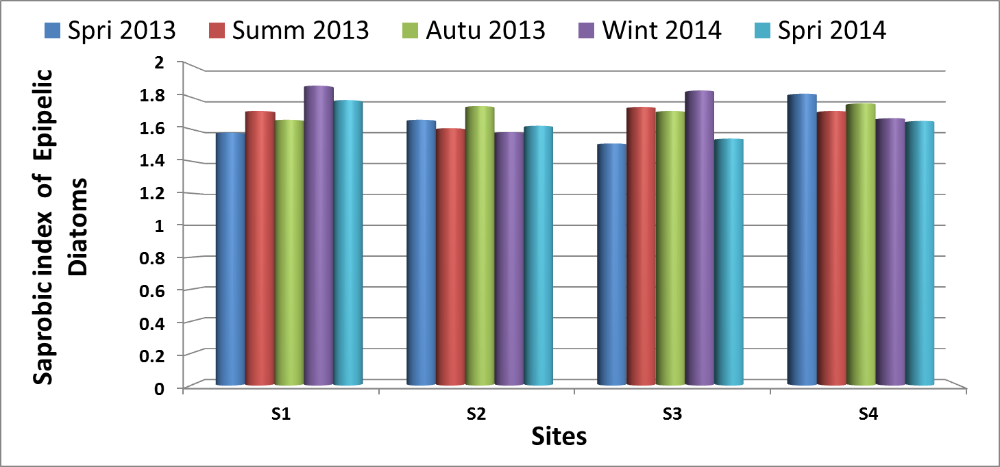 Spri 2013 Summ 2013 Autu 2013 Wint 2014 Spri 2014
Saprobic index of Epipelic
Diatoms
2
1.8
1.6
1.4
1.2
1
0.8
0.6
0.4
0.2
0
S1 S2 S3 S4
Sites